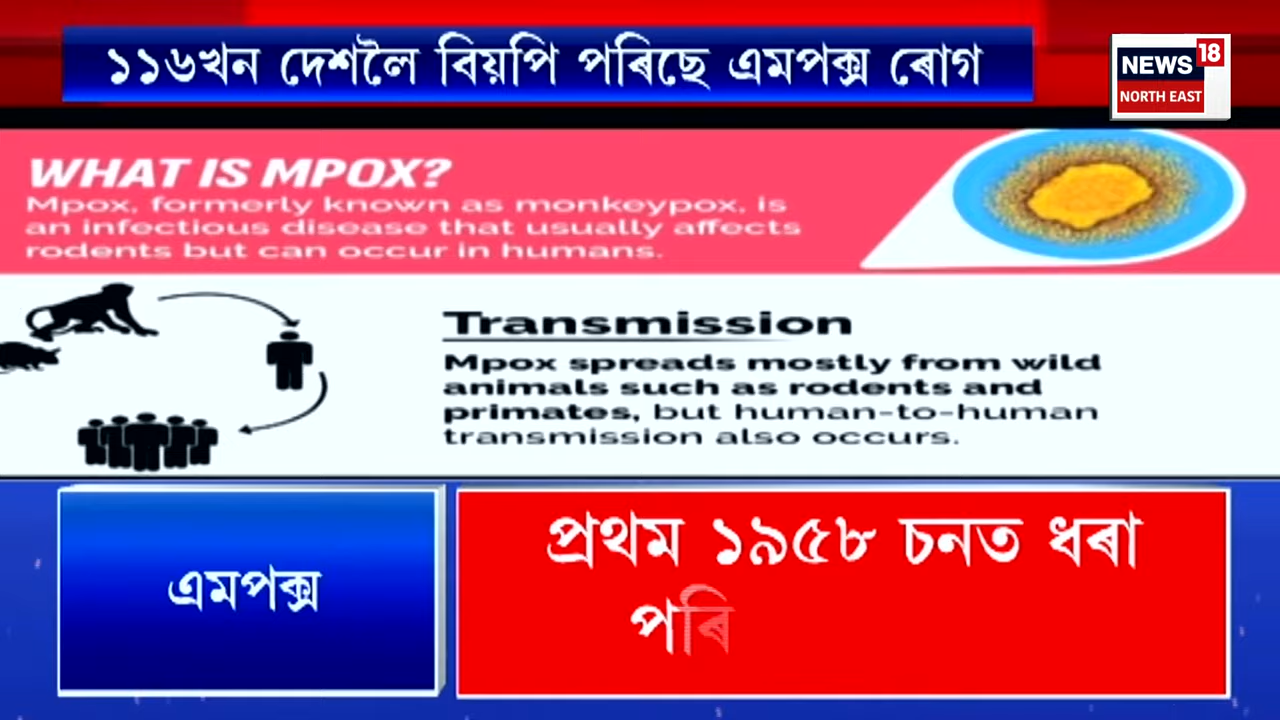 ১১৬খন দেশলৈ বিয়পি পৰিছে এমপক্স ৰোগ
NEWS 18
NORTH EAST
WHAT IS MPOX?
Mpox, formerly known as monkeypox, is
an infectious disease that usually affects
rodents but can occur in humans.
Transmission
Mpox spreads mostly from wild
animals such as rodents and
primates, but human-to-human
transmission also occurs.
এমপক্স
প্ৰথম ১৯৫৮ চনত ধৰা
পৰি